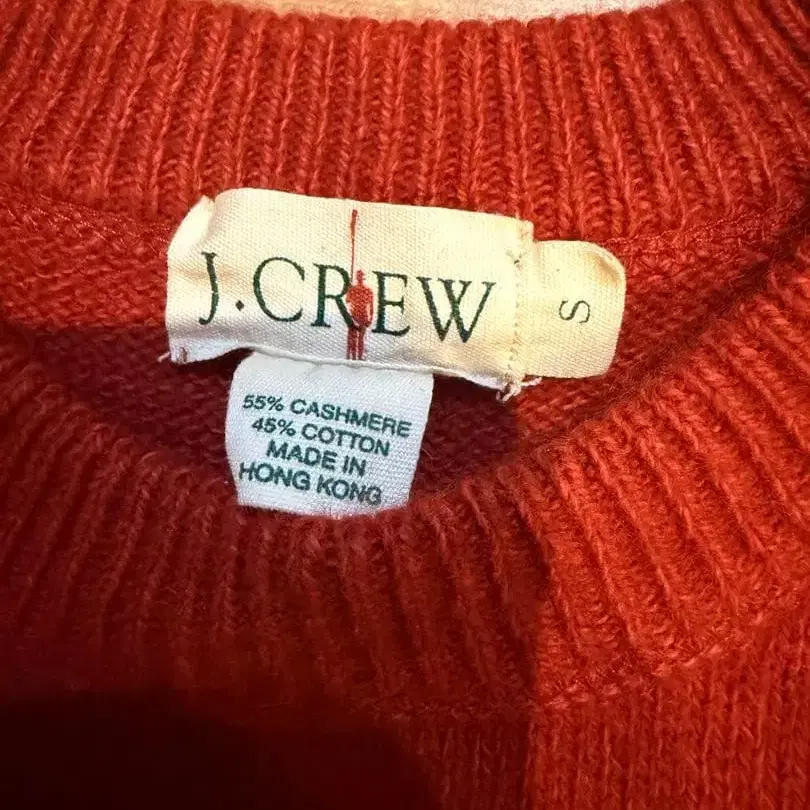 J.CREW
S
55% CASHMERE
45% COTTON
MADE IN
HONG KONG